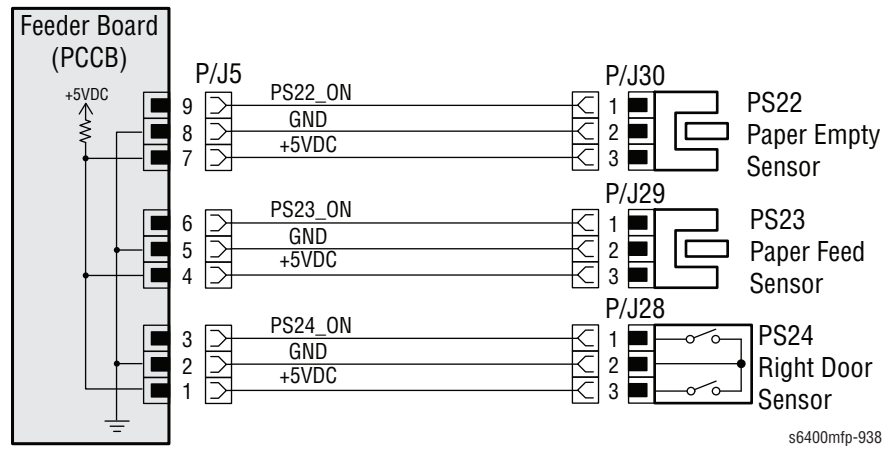 Feeder Board
(PCCB)
+5VDC
P/J5
P/J30
9 PS22_ON 1
8 GND 2
7 +5VDC 3
PS22
Paper Empty
Sensor
P/J29
6 PS23_ON 1
5 GND 2
4 +5VDC 3
PS23
Paper Feed
Sensor
P/J28
3 PS24_ON 1
2 GND 2
1 +5VDC 3
PS24
Right Door
Sensor
s6400mfp-938